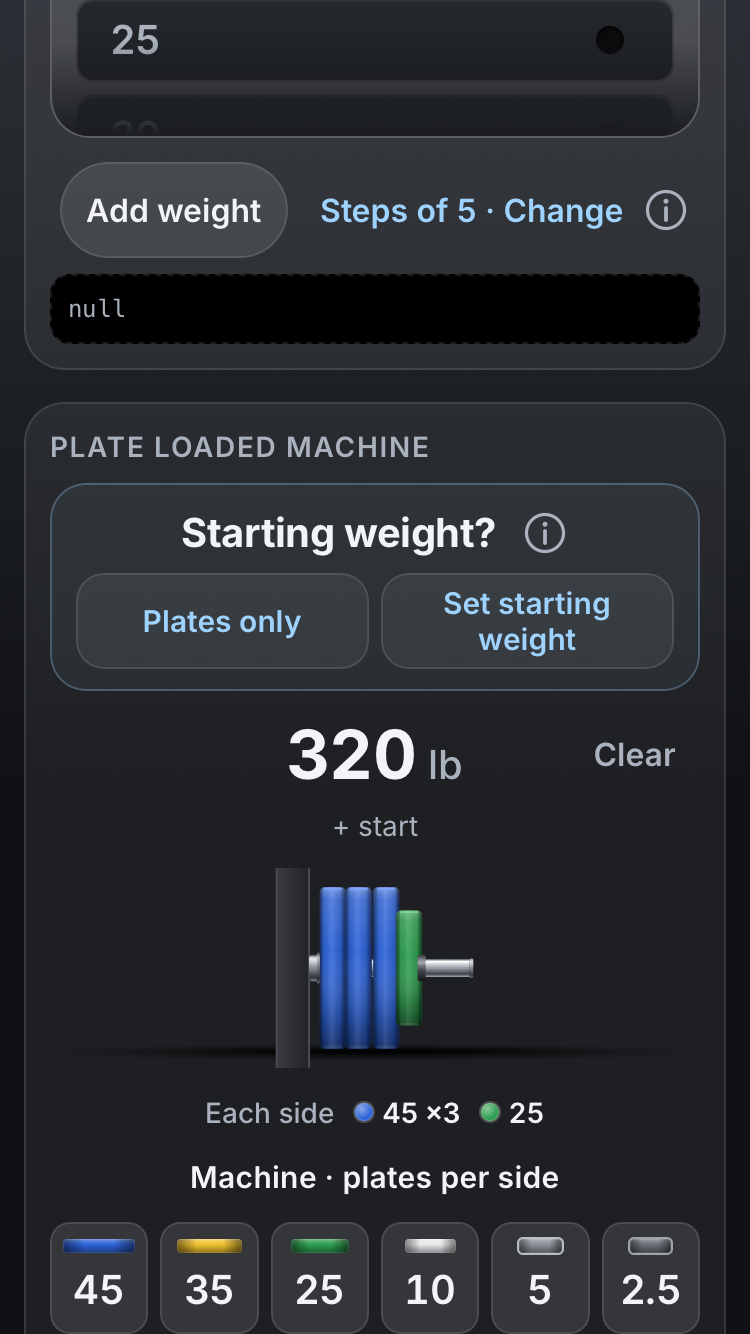 25
30
Add weight
Steps of 5 · Change
null
PLATE LOADED MACHINE
Starting weight?
Plates only
Set starting
weight
320 lb
Clear
+ start
Each side 45 ×3 25
Machine · plates per side
45 35 25 10 5 2.5